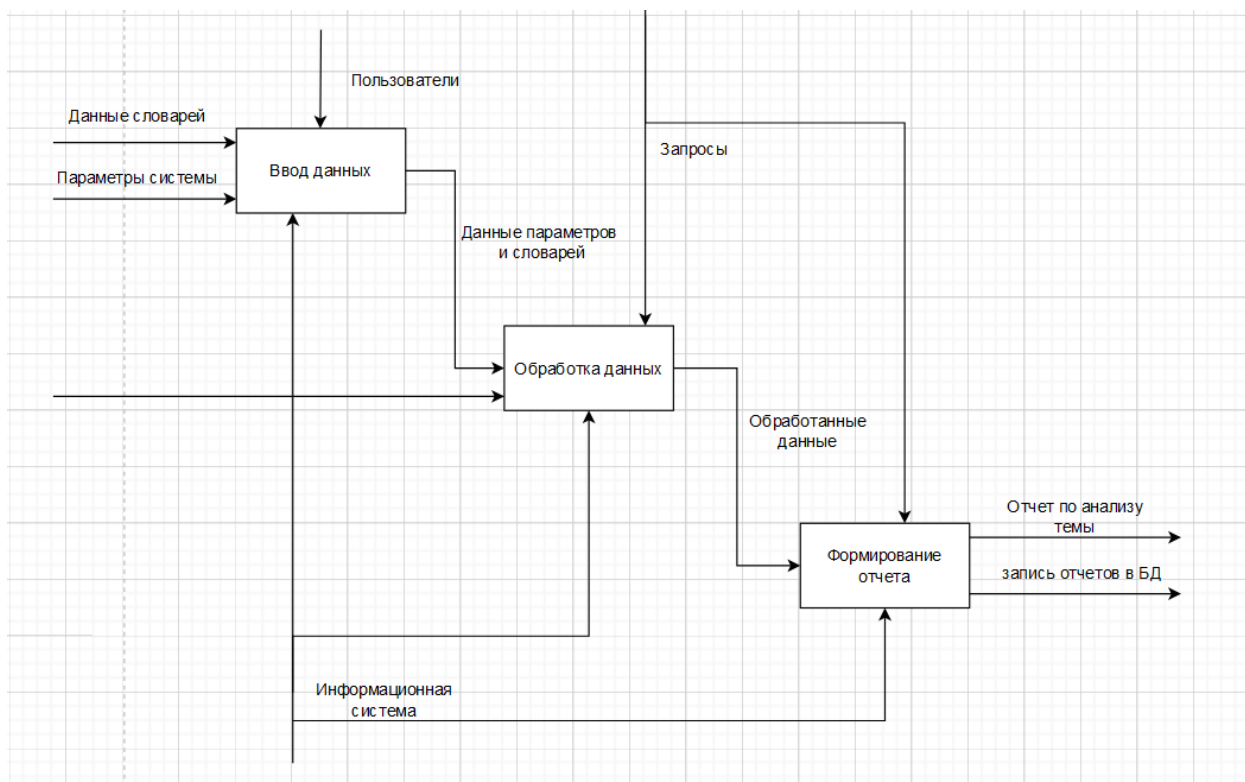 Пользователи
Данные словарей
Запросы
Ввод данных
Параметры системы
Данные параметров
и словарей
Обработка данных
Обработанные
данные
Отчет по анализу
темы
Формирование
отчета
запись отчетов в БД
Информационная
система